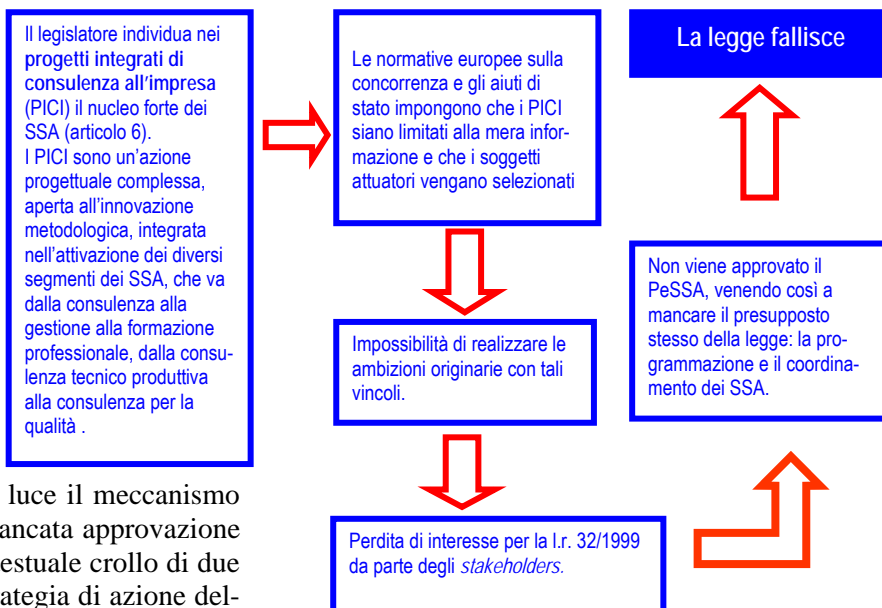 Il legislatore individua nei
progetti integrati di
consulenza all'impresa
(PICI) il nucleo forte dei
SSA (articolo 6).
I PICI sono un'azione
progettuale complessa,
aperta all'innovazione
metodologica, integrata
nell'attivazione dei diversi
segmenti dei SSA, che va
dalla consulenza alla
gestione alla formazione
professionale, dalla consu-
lenza tecnico produttiva
alla consulenza per la
qualità .
Le normative europee sulla
concorrenza e gli aiuti di
stato impongono che i PICI
siano limitati alla mera infor-
mazione e che i soggetti
attuatori vengano selezionati
Impossibilità di realizzare le
ambizioni originarie con tali
vincoli.
Perdita di interesse per la l.r. 32/1999
da parte degli stakeholders.
Non viene approvato il
PeSSA, venendo così a
mancare il presupposto
stesso della legge: la pro-
grammazione e il coordina-
mento dei SSA.
La legge fallisce
luce il meccanismo
ancata approvazione
estuale crollo di due
ategia di azione del-